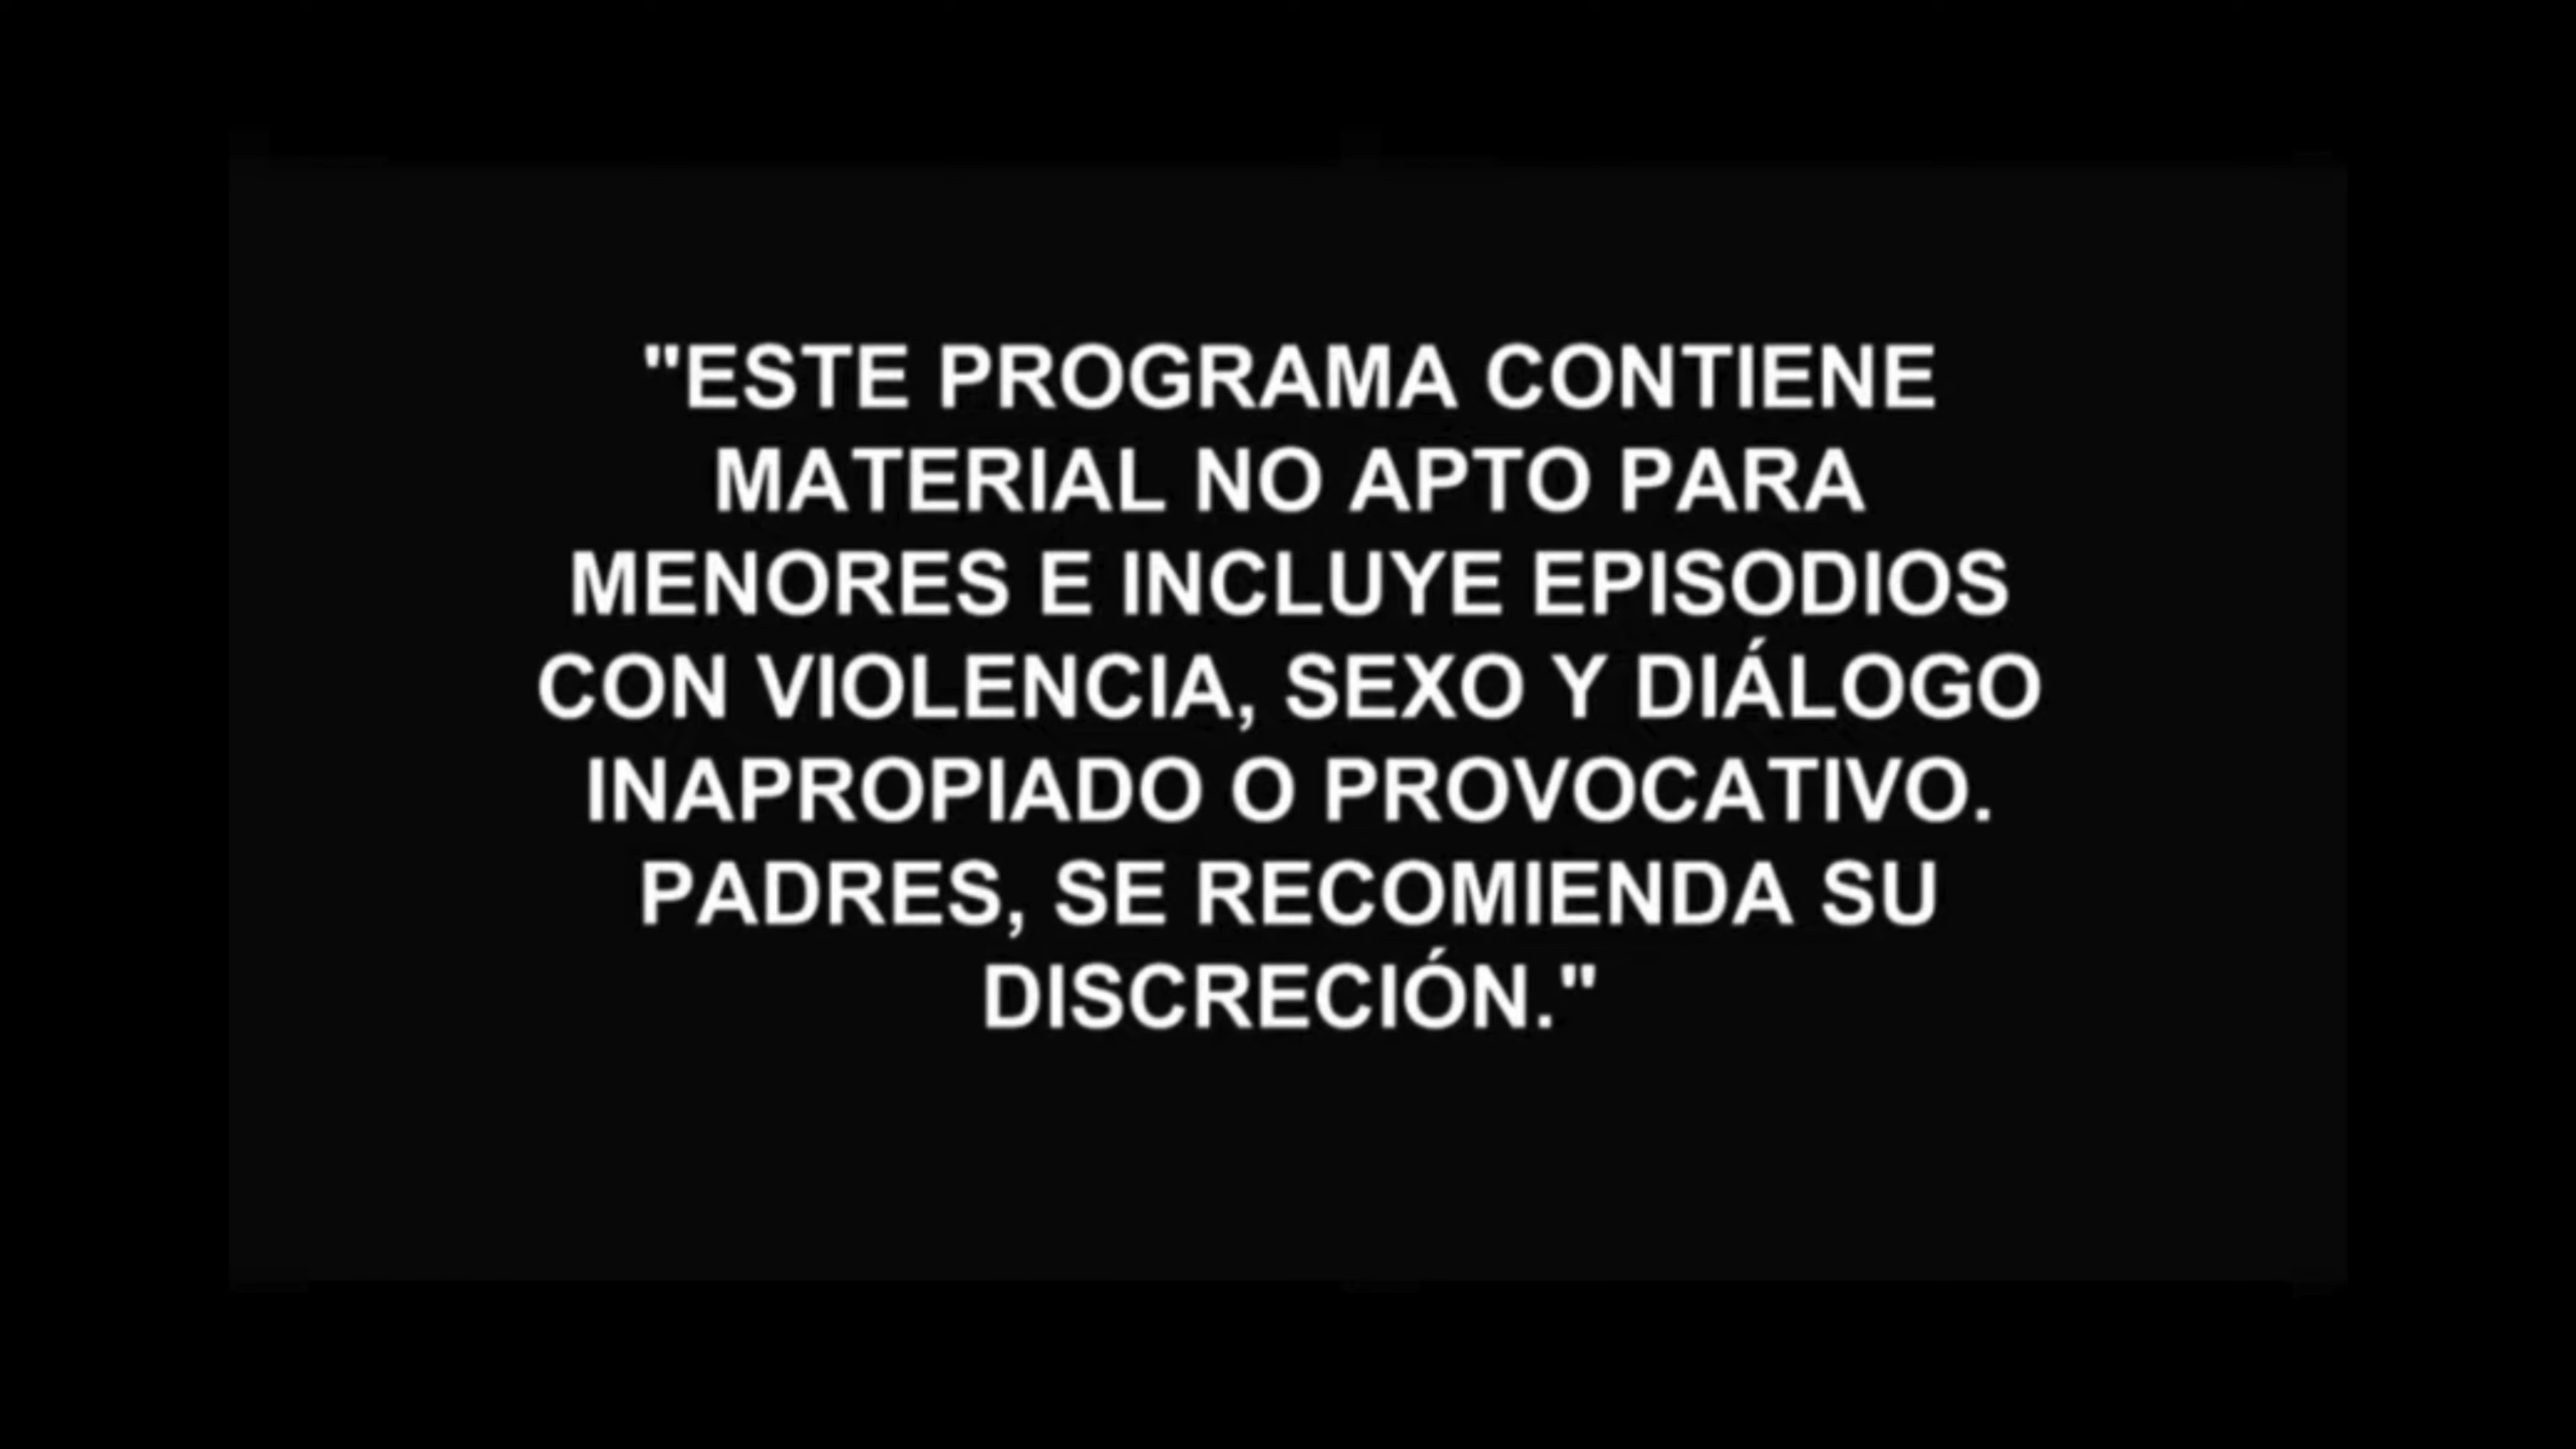 "ESTE PROGRAMA CONTIENE
MATERIAL NO APTO PARA
MENORES E INCLUYE EPISODIOS
CON VIOLENCIA, SEXO Y DIÁLOGO
INAPROPIADO O PROVOCATIVO.
PADRES, SE RECOMIENDA SU
DISCRECIÓN."